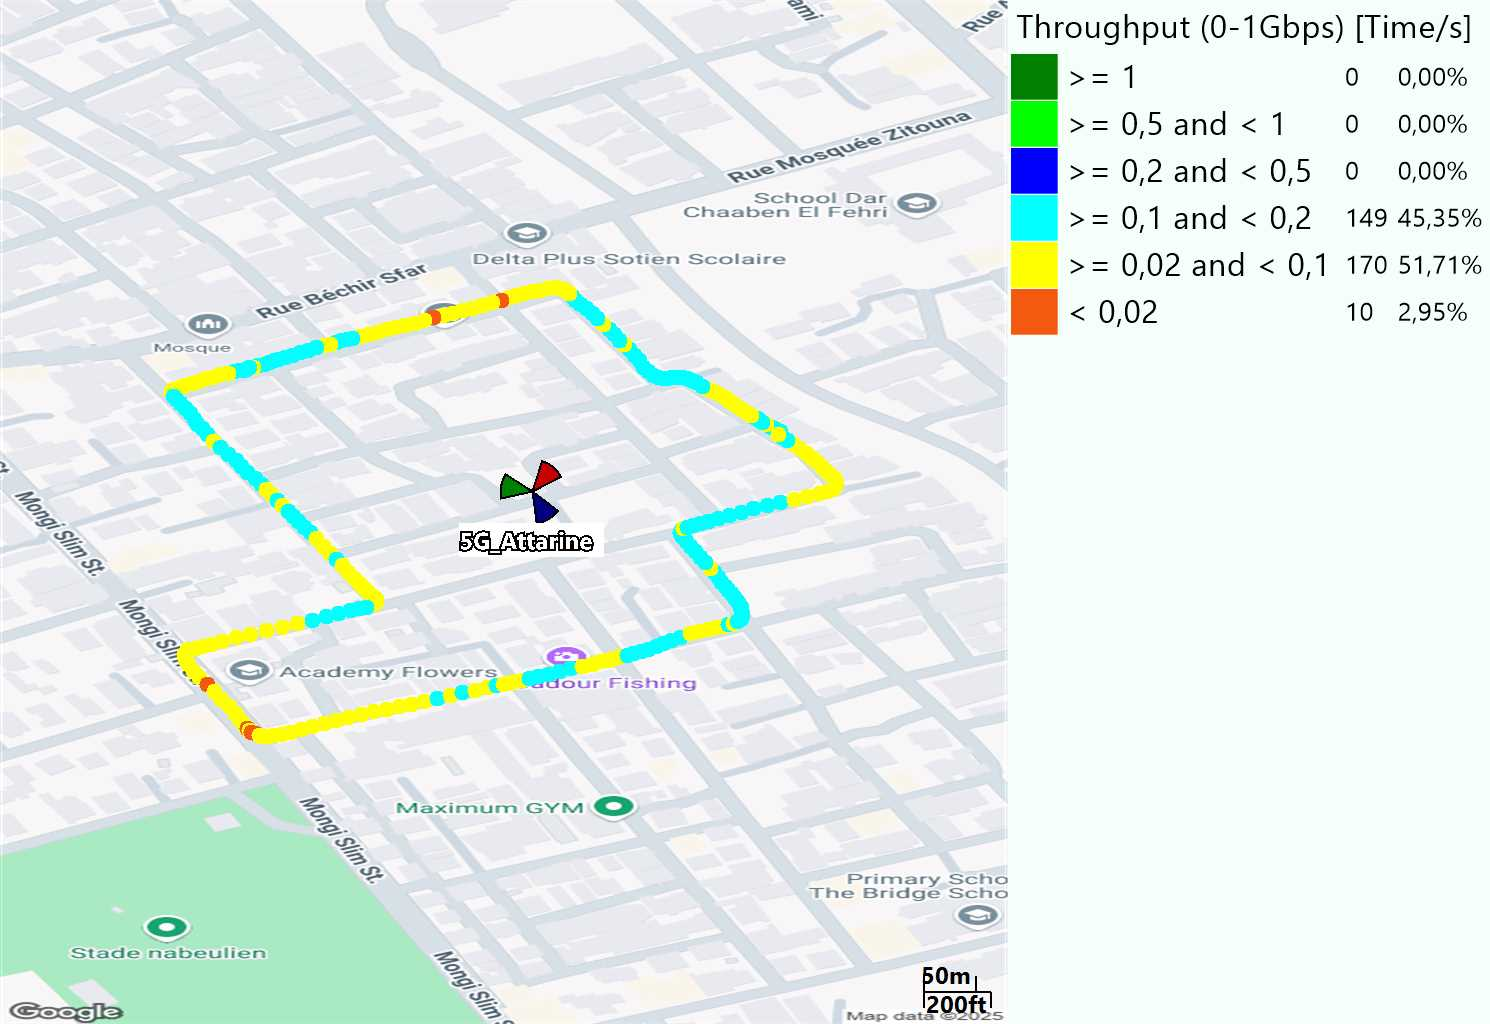 Throughput (0-1Gbps) [Time/s]
>= 1 0 0,00%
>= 0,5 and < 1 0 0,00%
>= 0,2 and < 0,5 0 0,00%
>= 0,1 and < 0,2 149 45,35%
>= 0,02 and < 0,1 170 51,71%
< 0,02 10 2,95%
Rue
Rue Mosquée Zitouna
School Dar
Chaaben El Fehri
Delta Plus Sotien Scolaire
Rue Béchir Sfar
Mosque
St.
Mongi Slim St.
5G_Attarine
Mongi
Academy Flowers
adour Fishing
Mongi Slim St.
Maximum GYM
Primary Scho
The Bridge Scho
Stade nabeulien
Mongi Slim S
50m
200ft
Google
Map data ©2025